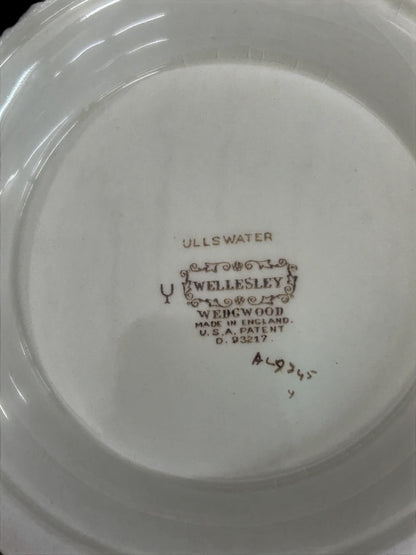 ULLSWATER
WELLESLEY
WEDGWOOD
MADE IN ENGLAND.
U.S.A. PATENT
D. 93217.
Y